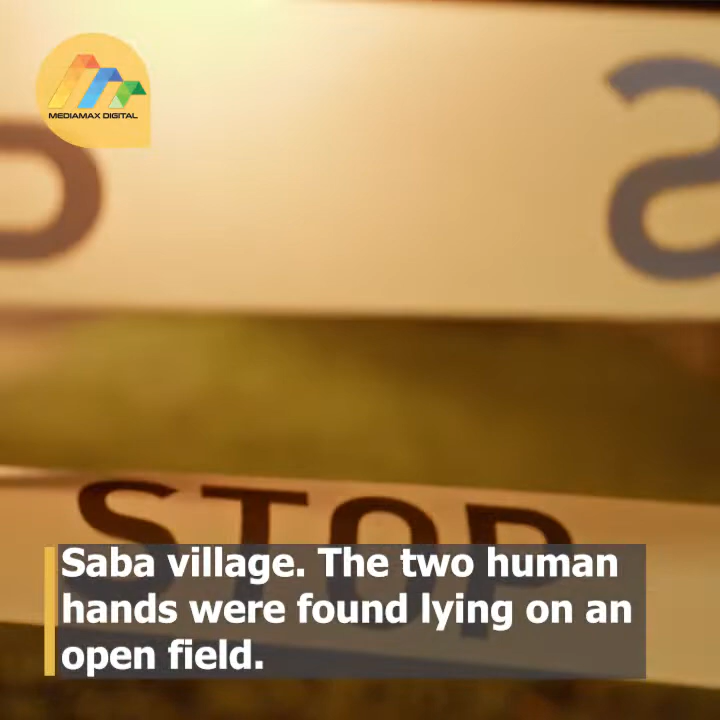 MEDIAMAX DIGITAL
S
STOP
Saba village. The two human
hands were found lying on an
open field.